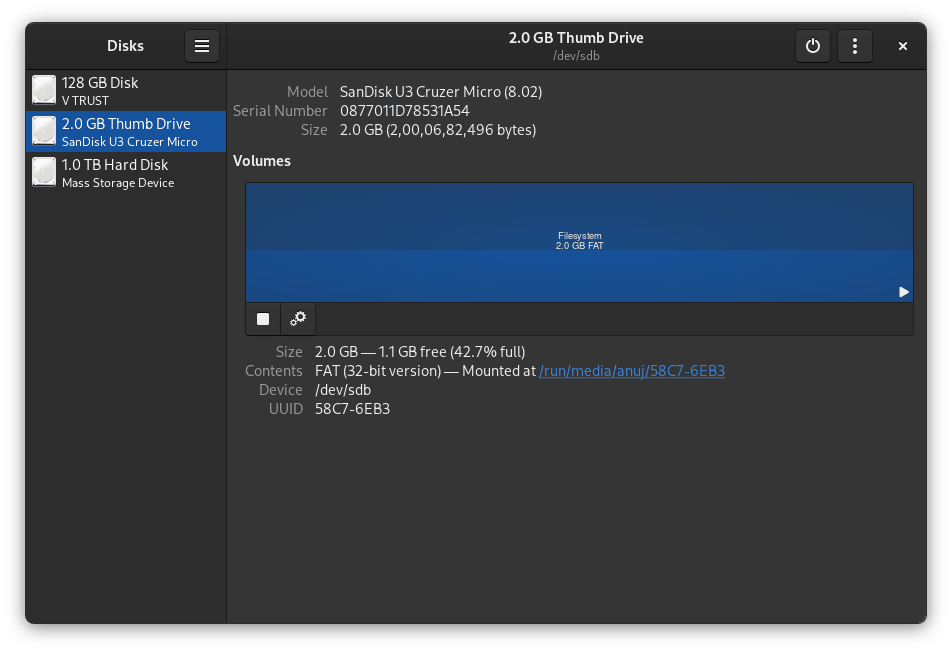 Disks
2.0 GB Thumb Drive
/dev/sdb
128 GB Disk
V TRUST
2.0 GB Thumb Drive
SanDisk U3 Cruzer Micro
1.0 TB Hard Disk
Mass Storage Device
Model SanDisk U3 Cruzer Micro (8.02)
Serial Number 0877011D78531A54
Size 2.0 GB (2,00,06,82,496 bytes)
Volumes
Filesystem
2.0 GB FAT
Size 2.0 GB — 1.1 GB free (42.7% full)
Contents FAT (32-bit version) — Mounted at /run/media/anuj/58C7-6EB3
Device /dev/sdb
UUID 58C7-6EB3